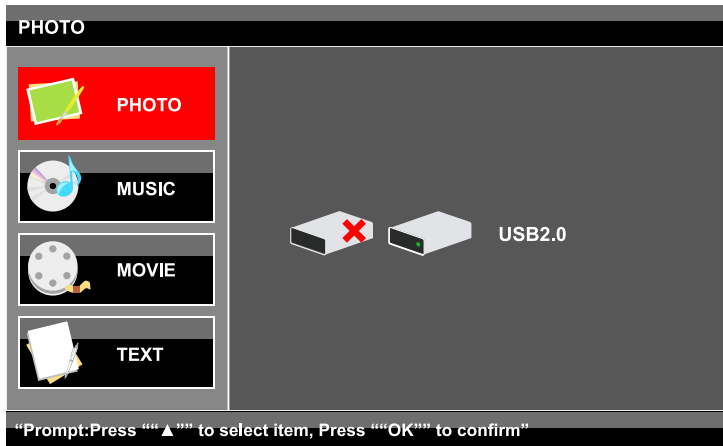 PHOTO
PHOTO
MUSIC
MOVIE
TEXT
USB2.0
“Prompt:Press ““▲”” to select item, Press ““OK”” to confirm”